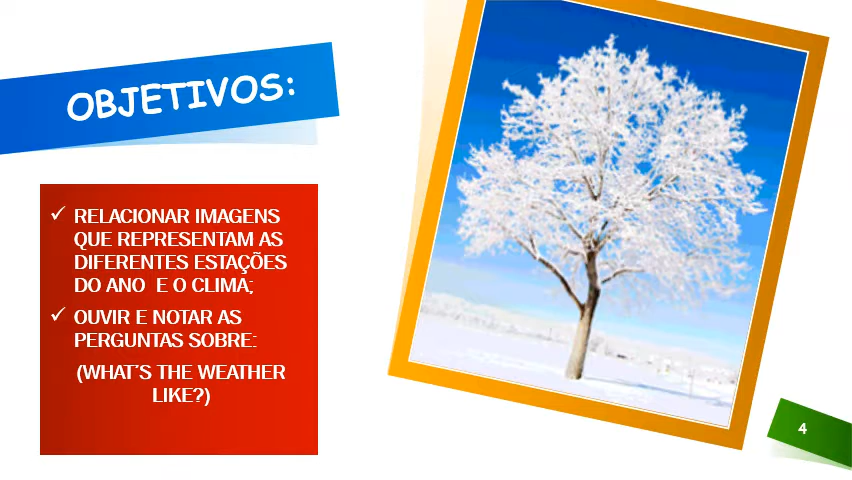 OBJETIVOS:
✓ RELACIONAR IMAGENS
QUE REPRESENTAM AS
DIFERENTES ESTAÇÕES
DO ANO E O CLIMA;
✓ OUVIR E NOTAR AS
PERGUNTAS SOBRE:
(WHAT'S THE WEATHER
LIKE?)
4